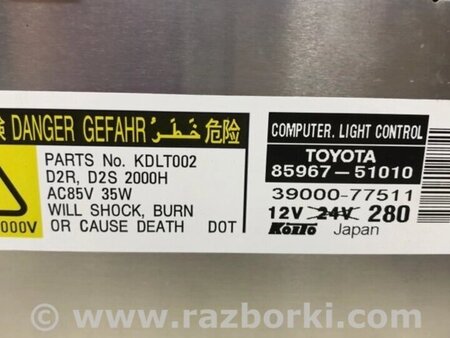 險 DANGER GEFAHR خَطَر 危险
PARTS No. KDLT002
D2R, D2S 2000H
AC85V 35W
WILL SHOCK, BURN
OR CAUSE DEATH DOT
000V
COMPUTER. LIGHT CONTROL
TOYOTA
85967-51010
39000-77511
12V 24V 280
KOITO Japan
www.razborki.com